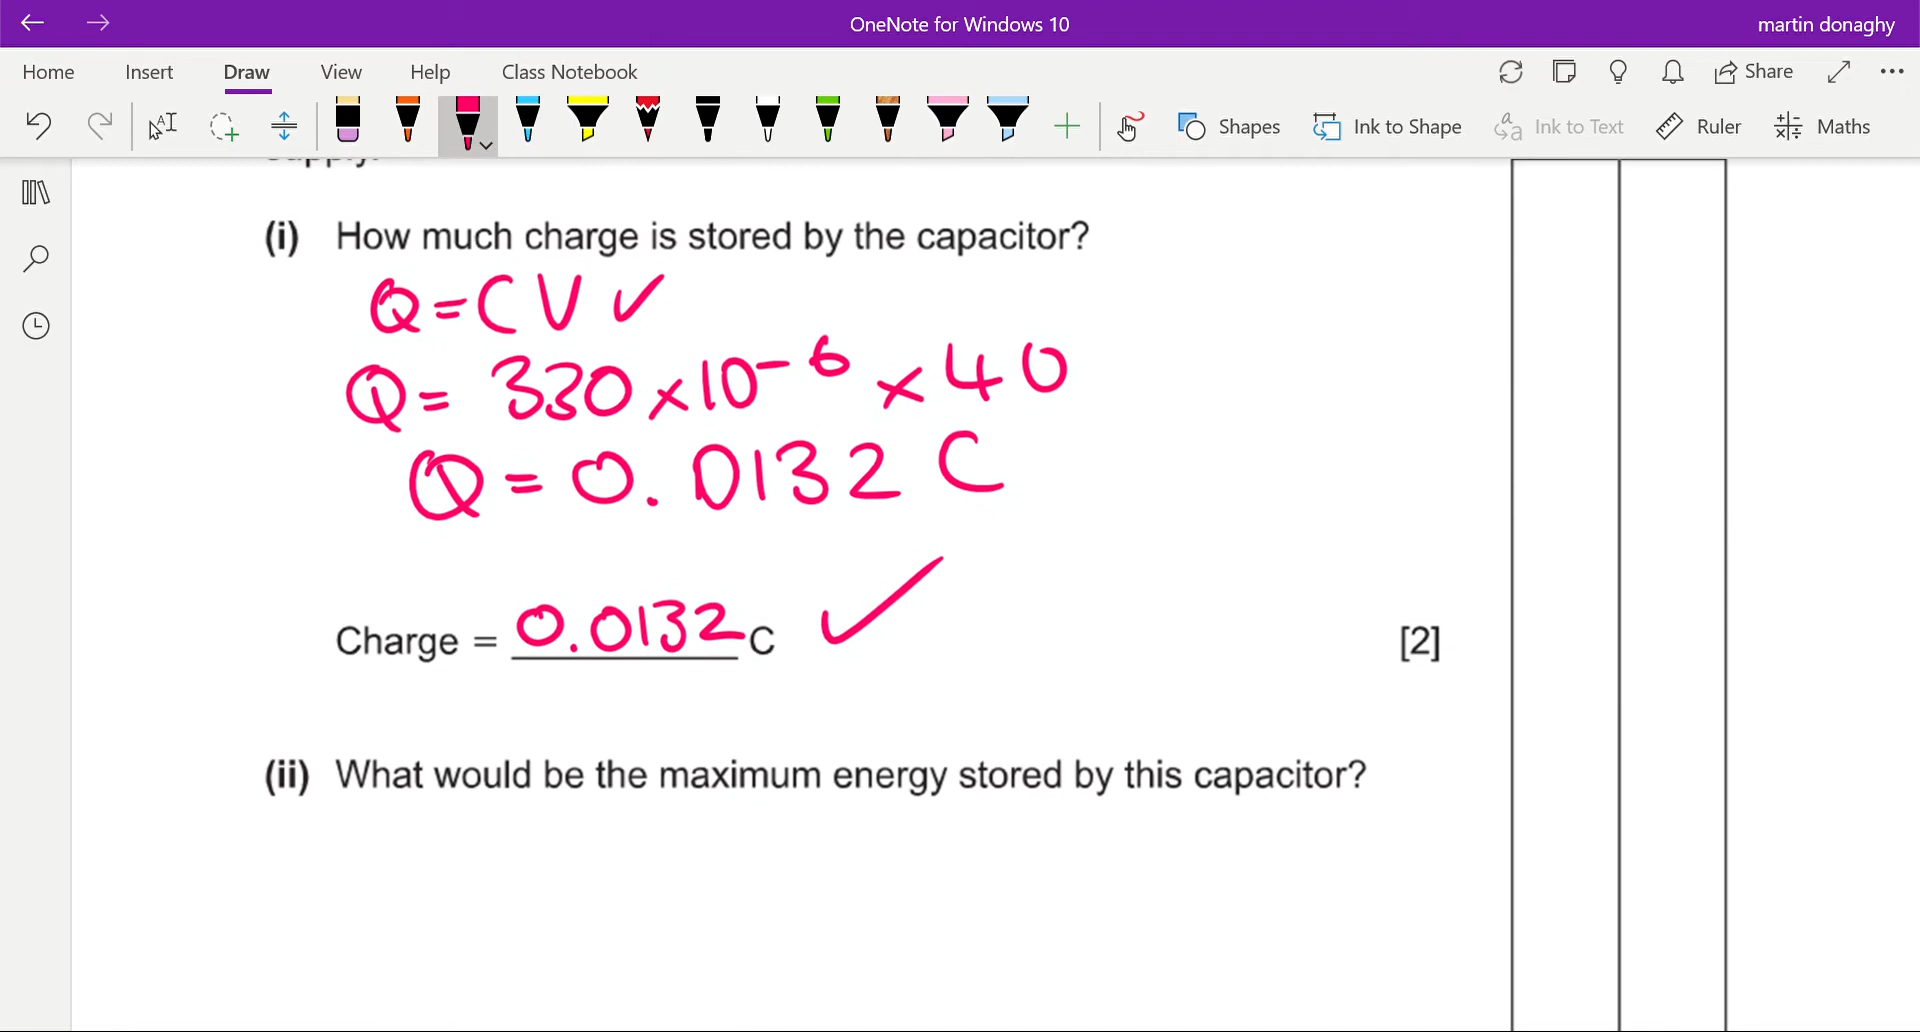 OneNote for Windows 10
martin donaghy
Home Insert Draw View Help Class Notebook
Share
Shapes Ink to Shape Ink to Text Ruler Maths
supply.
(i) How much charge is stored by the capacitor?
Q = CV ✓
Q = 330 × 10⁻⁶ × 40
Q = 0.0132 C
Charge = 0.0132 C ✓ [2]
(ii) What would be the maximum energy stored by this capacitor?